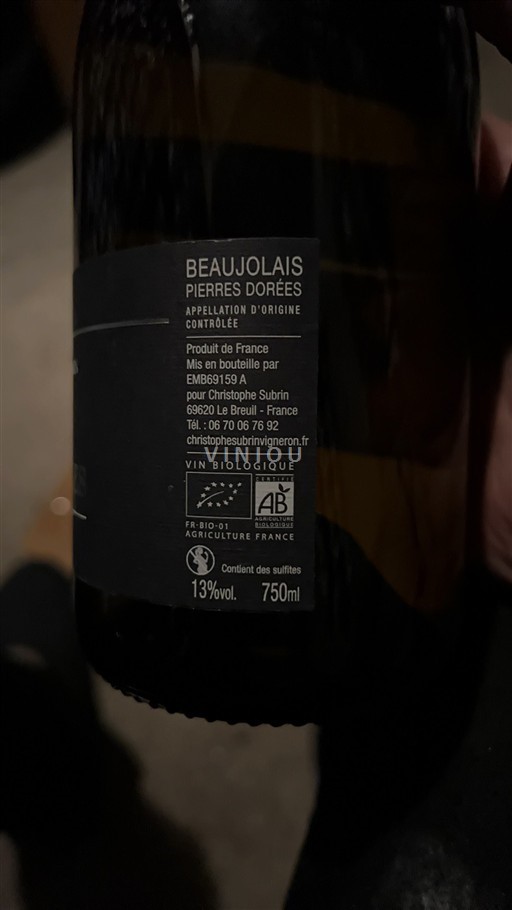 BEAUJOLAIS
PIERRES DORÉES
APPELLATION D'ORIGINE
CONTRÔLÉE
Produit de France
Mis en bouteille par
EMB69159 A
pour Christophe Subrin
69620 Le Breuil - France
Tél. : 06 70 06 76 92
christophesubrinvigneron.fr
VINIOU
VIN BIOLOGIQUE
CERTIFIÉ
AB
AGRICULTURE
BIOLOGIQUE
FR-BIO-01
AGRICULTURE FRANCE
Contient des sulfites
13%vol. 750ml